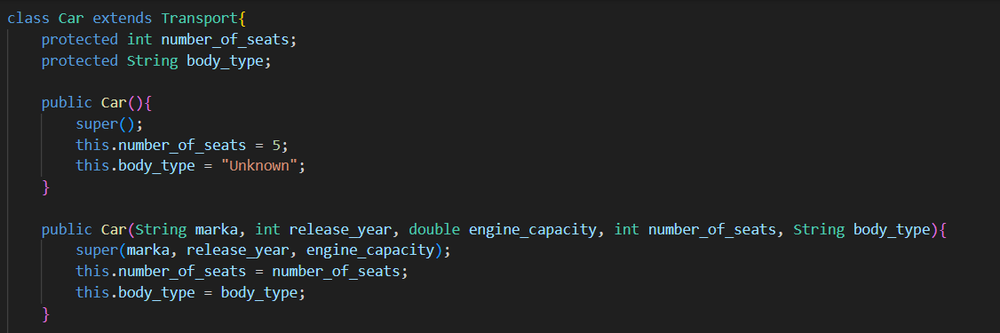 class Car extends Transport{
    protected int number_of_seats;
    protected String body_type;

    public Car(){
        super();
        this.number_of_seats = 5;
        this.body_type = "Unknown";
    }

    public Car(String marka, int release_year, double engine_capacity, int number_of_seats, String body_type){
        super(marka, release_year, engine_capacity);
        this.number_of_seats = number_of_seats;
        this.body_type = body_type;
    }